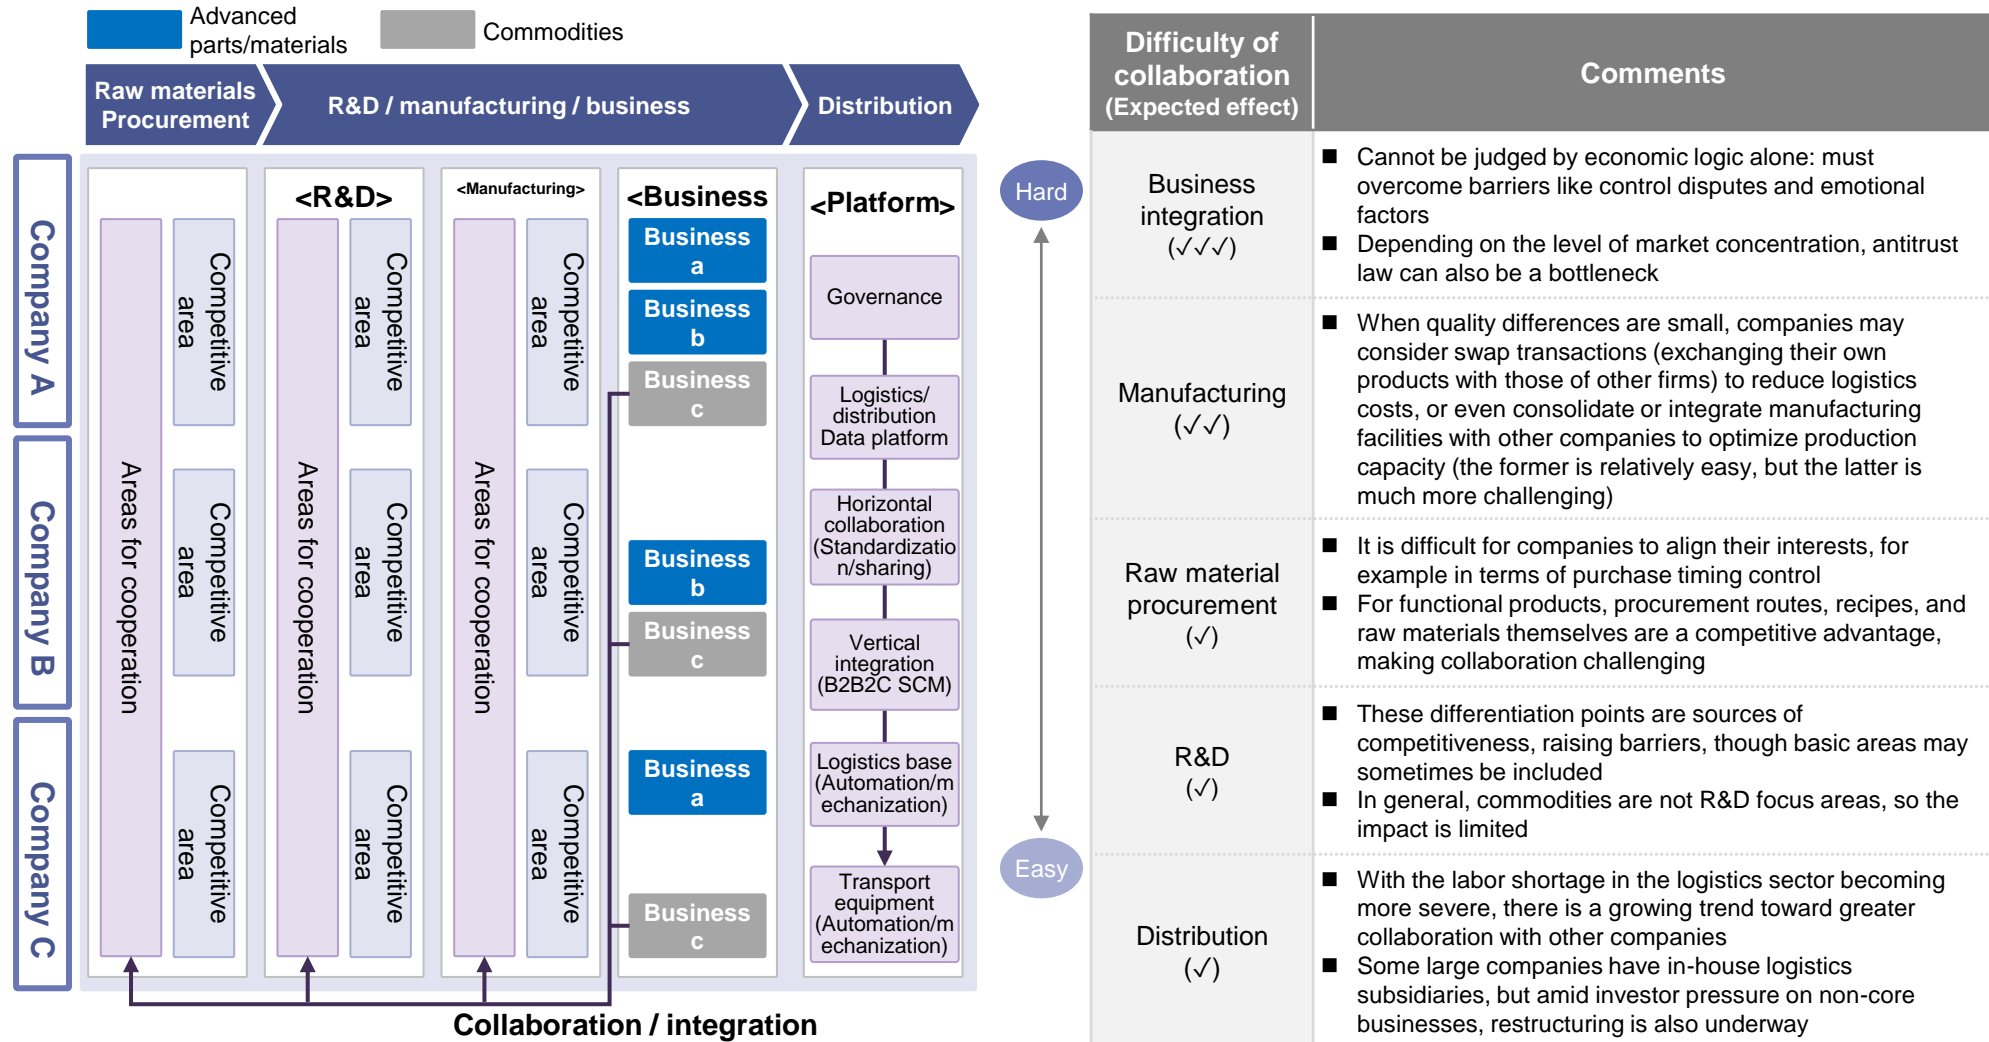 Advanced
parts/materials
Commodities
Raw materials
Procurement
R&D / manufacturing / business
Distribution
Company A
Company B
Company C
Areas for cooperation
Competitive
area
Competitive
area
Competitive
area
<R&D>
Areas for cooperation
Competitive
area
Competitive
area
Competitive
area
<Manufacturing>
Areas for cooperation
Competitive
area
Competitive
area
Competitive
area
<Business
Business
a
Business
b
Business
c
Business
b
Business
c
Business
a
Business
c
<Platform>
Governance
Logistics/
distribution
Data platform
Horizontal
collaboration
(Standardizatio
n/sharing)
Vertical
integration
(B2B2C SCM)
Logistics base
(Automation/m
echanization)
Transport
equipment
(Automation/m
echanization)
Collaboration / integration
Hard
Easy
Difficulty of
collaboration
(Expected effect)
Comments
Business
integration
(✓✓✓)
■ Cannot be judged by economic logic alone: must
overcome barriers like control disputes and emotional
factors
■ Depending on the level of market concentration, antitrust
law can also be a bottleneck
Manufacturing
(✓✓)
■ When quality differences are small, companies may
consider swap transactions (exchanging their own
products with those of other firms) to reduce logistics
costs, or even consolidate or integrate manufacturing
facilities with other companies to optimize production
capacity (the former is relatively easy, but the latter is
much more challenging)
Raw material
procurement
(✓)
■ It is difficult for companies to align their interests, for
example in terms of purchase timing control
■ For functional products, procurement routes, recipes, and
raw materials themselves are a competitive advantage,
making collaboration challenging
R&D
(✓)
■ These differentiation points are sources of
competitiveness, raising barriers, though basic areas may
sometimes be included
■ In general, commodities are not R&D focus areas, so the
impact is limited
Distribution
(✓)
■ With the labor shortage in the logistics sector becoming
more severe, there is a growing trend toward greater
collaboration with other companies
■ Some large companies have in-house logistics
subsidiaries, but amid investor pressure on non-core
businesses, restructuring is also underway